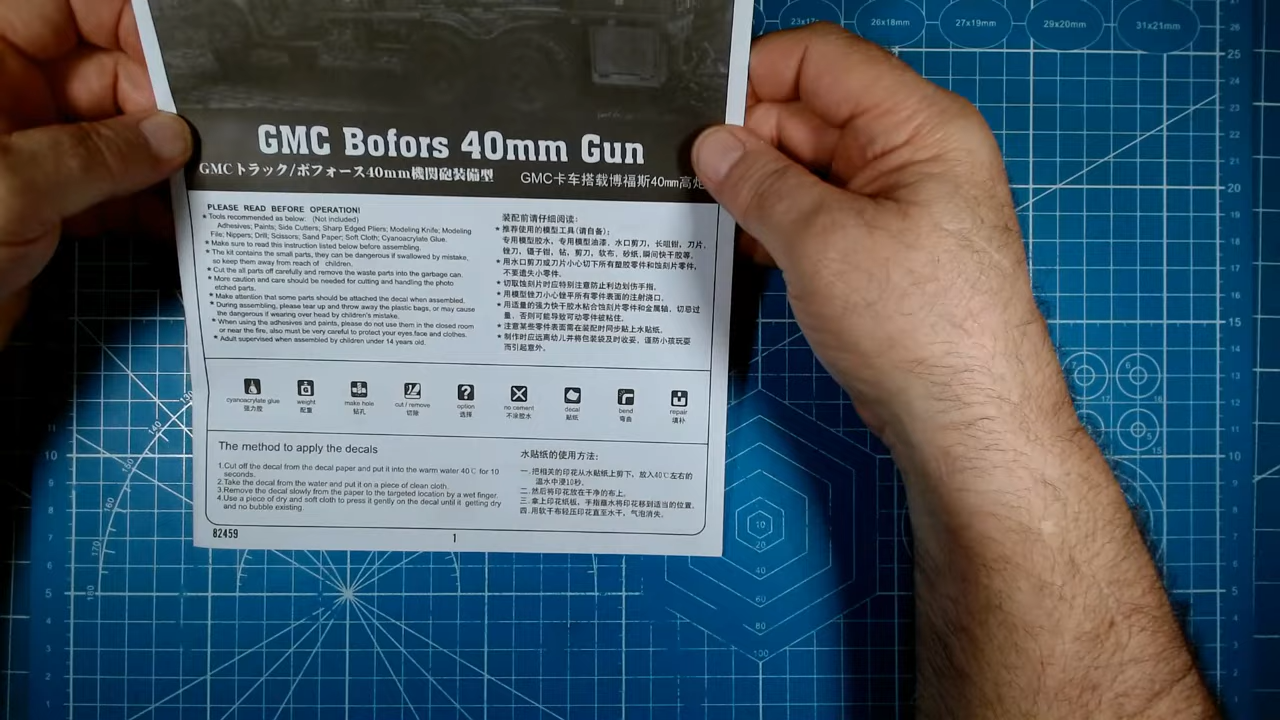 GMC Bofors 40mm Gun
GMCトラック/ボフォース40mm機関砲装備型
GMC卡车搭载博福斯40mm高炮
PLEASE READ BEFORE OPERATION!
* Tools recommended as below: (Not included)
Adhesives; Paints; Side Cutters; Sharp Edged Pliers; Modeling Knife; Modeling
File; Nippers; Drill; Scissors; Sand Paper; Soft Cloth; Cyanoacrylate Glue.
* Make sure to read this instruction listed below before assembling.
* The kit contains the small parts, they can be dangerous if swallowed by mistake,
so keep them away from reach of children.
* Cut the all parts off carefully and remove the waste parts into the garbage can.
* More caution and care should be needed for cutting and handling the photo
etched parts.
* Make attention that some parts should be attached the decal when assembled.
* During assembling, please tear up and throw away the plastic bags, or may cause
the dangerous if wearing over head by children's mistake.
* When using the adhesives and paints, please do not use them in the closed room
or near the fire, also must be very careful to protect your eyes,face and clothes.
* Adult supervised when assembled by children under 14 years old.
装配前请仔细阅读:
* 推荐使用的模型工具(请自备):
专用模型胶水, 专用模型油漆, 水口剪刀, 长咀钳, 刀片,
锉刀, 镊子钳, 钻, 剪刀, 软布, 砂纸,瞬间快干胶等.
* 用水口剪刀或刀片小心切下所有塑胶零件和蚀刻片零件,
不要遗失小零件.
* 切取蚀刻片时应特别注意防止利边划伤手指.
* 用模型锉刀小心锉平所有零件表面的注射浇口.
* 用适量的强力快干胶水粘合蚀刻片零件和金属轴, 切忌过
量, 否则可能导致可动零件被粘住.
* 注意某些零件表面需在装配时同步贴上水贴纸.
* 制作时应远离幼儿并将包装袋及时收妥, 谨防小孩玩耍
而引起意外.
cyanoacrylate glue
强力胶
weight
配重
make hole
钻孔
cut / remove
切除
option
选择
no cement
不涂胶水
decal
贴纸
bend
弯曲
repair
填补
The method to apply the decals
1.Cut off the decal from the decal paper and put it into the warm water 40℃ for 10
seconds.
2.Take the decal from the water and put it on a piece of clean cloth.
3.Remove the decal slowly from the paper to the targeted location by a wet finger.
4.Use a piece of dry and soft cloth to press it gently on the decal until it getting dry
and no bubble existing.
水贴纸的使用方法:
一. 把相关的印花从水贴纸上剪下, 放入40℃左右的
温水中浸10秒.
二. 然后将印花放在干净的布上.
三. 拿上印花纸板, 手指蘸水将印花移到适当的位置.
四. 用软干布轻压印花直至水干, 气泡消失.
82459
1
26x18mm
27x19mm
29x20mm
31x21mm